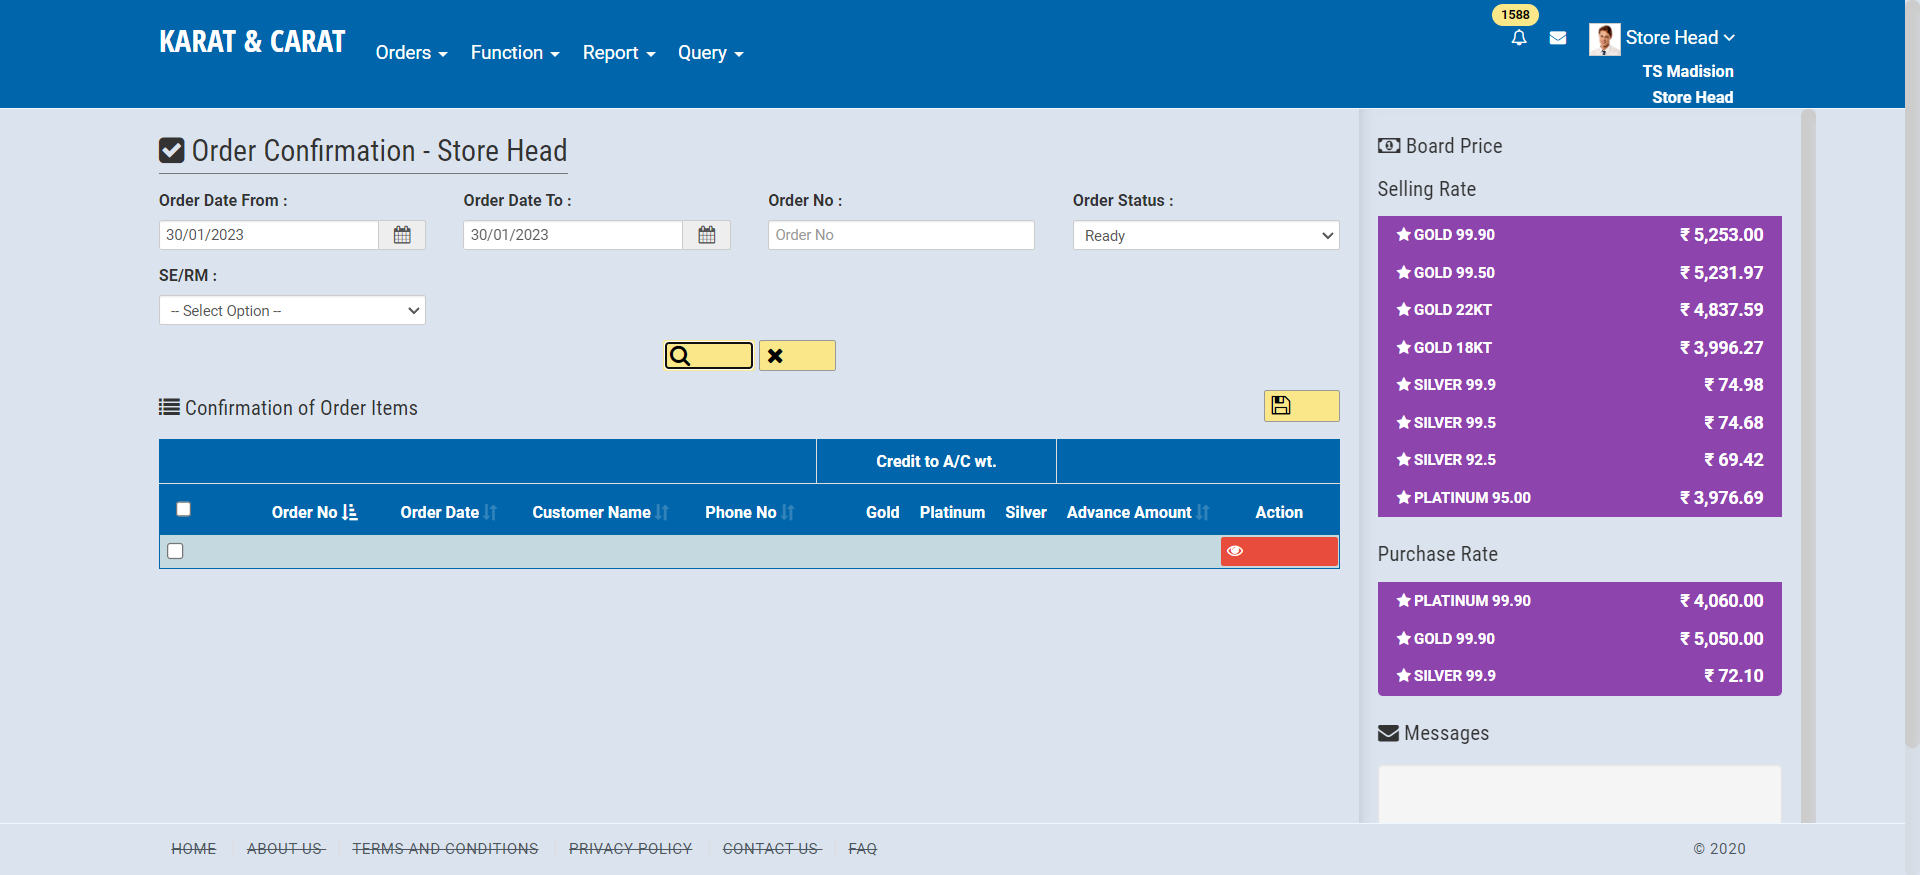 1588
KARAT & CARAT
Orders
Function
Report
Query
Store Head
TS Madision
Store Head
Order Confirmation - Store Head
Order Date From :
Order Date To :
Order No :
Order Status :
30/01/2023
30/01/2023
Order No
Ready
SE/RM :
-- Select Option --
Confirmation of Order Items
Credit to A/C wt.
Order No
Order Date
Customer Name
Phone No
Gold
Platinum
Silver
Advance Amount
Action
Board Price
Selling Rate
GOLD 99.90 ₹ 5,253.00
GOLD 99.50 ₹ 5,231.97
GOLD 22KT ₹ 4,837.59
GOLD 18KT ₹ 3,996.27
SILVER 99.9 ₹ 74.98
SILVER 99.5 ₹ 74.68
SILVER 92.5 ₹ 69.42
PLATINUM 95.00 ₹ 3,976.69
Purchase Rate
PLATINUM 99.90 ₹ 4,060.00
GOLD 99.90 ₹ 5,050.00
SILVER 99.9 ₹ 72.10
Messages
HOME
ABOUT US
TERMS AND CONDITIONS
PRIVACY POLICY
CONTACT US
FAQ
© 2020